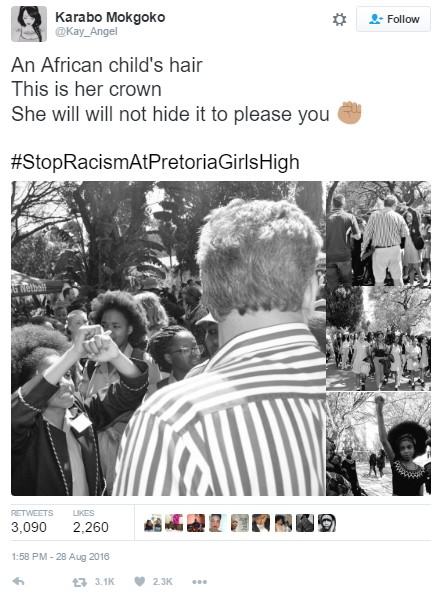 Karabo Mokgoko
@Kay_Angel
Follow
An African child's hair
This is her crown
She will will not hide it to please you ✊🏽
#StopRacismAtPretoriaGirlsHigh
G Netball
RETWEETS
3,090
LIKES
2,260
1:58 PM - 28 Aug 2016
3.1K
2.3K